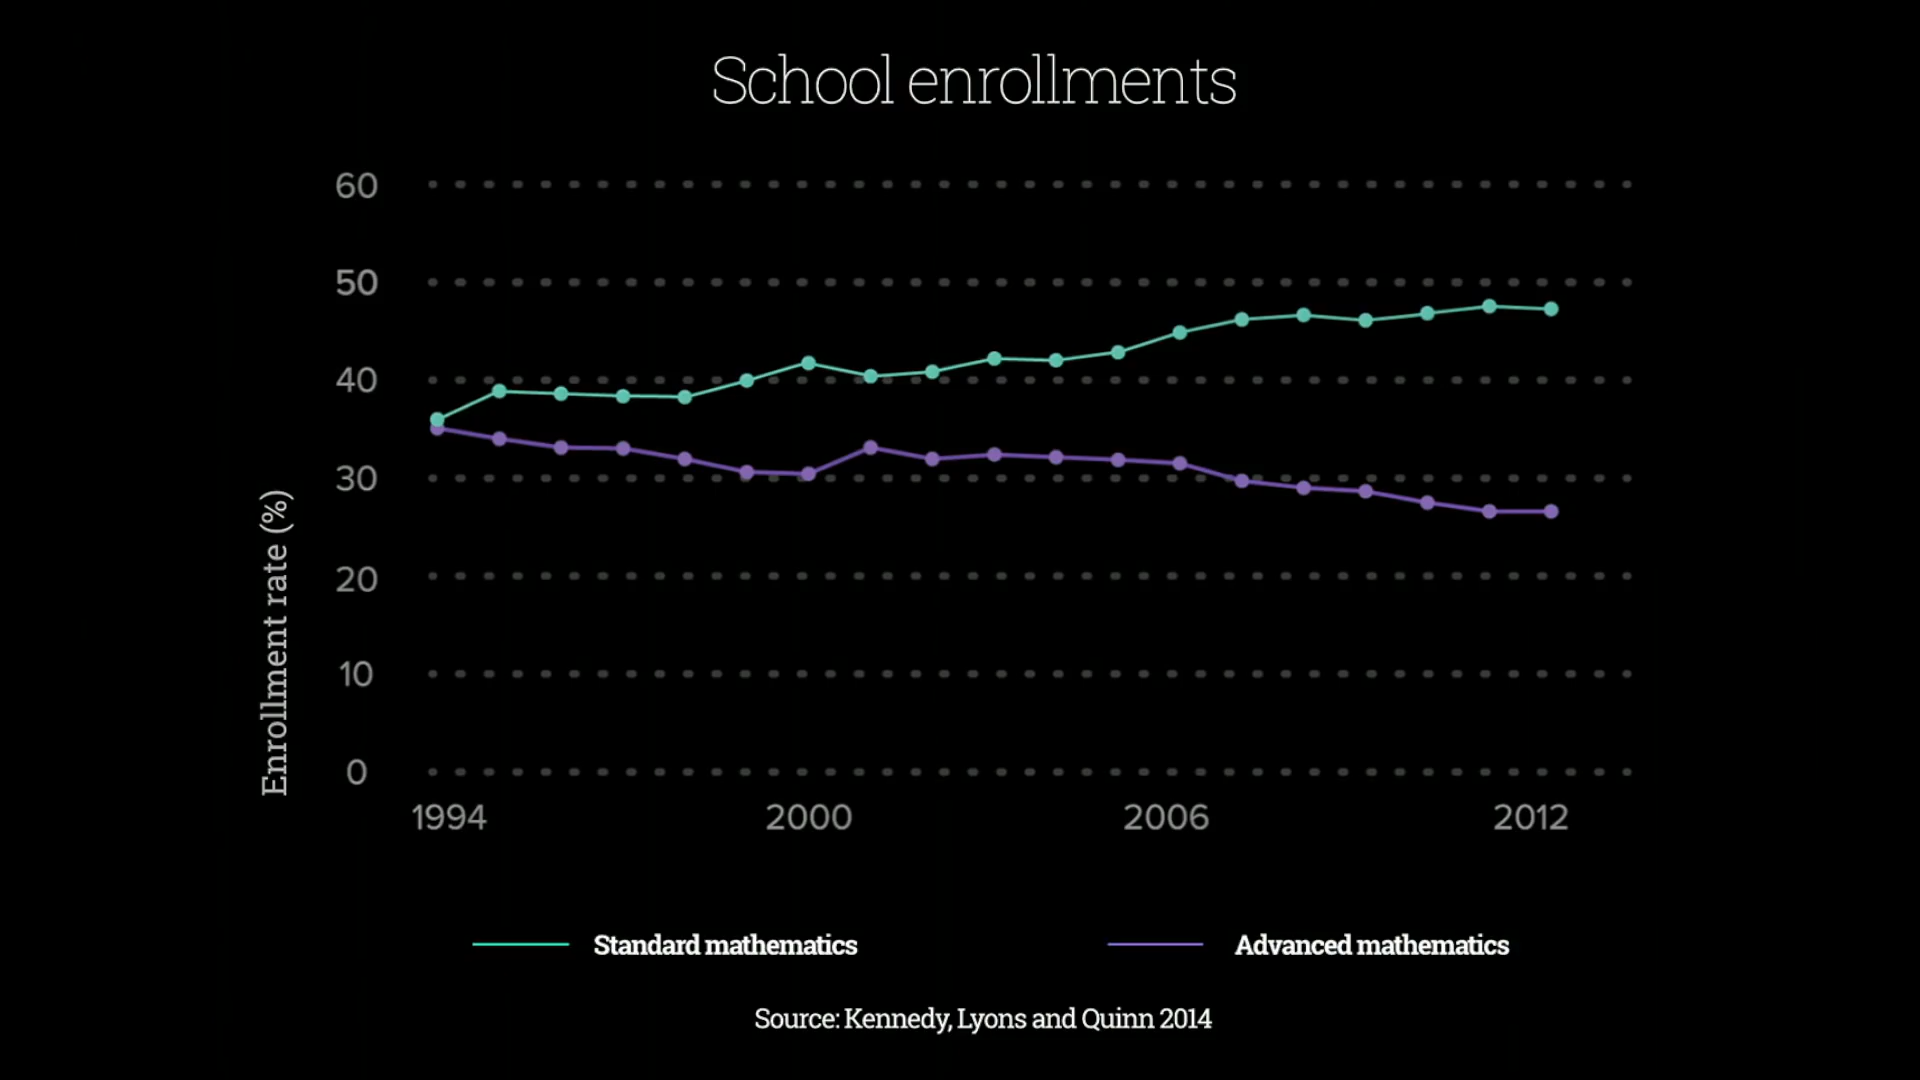 School enrollments
60
50
40
30
20
10
0
Enrollment rate (%)
1994 2000 2006 2012
Standard mathematics Advanced mathematics
Source: Kennedy, Lyons and Quinn 2014